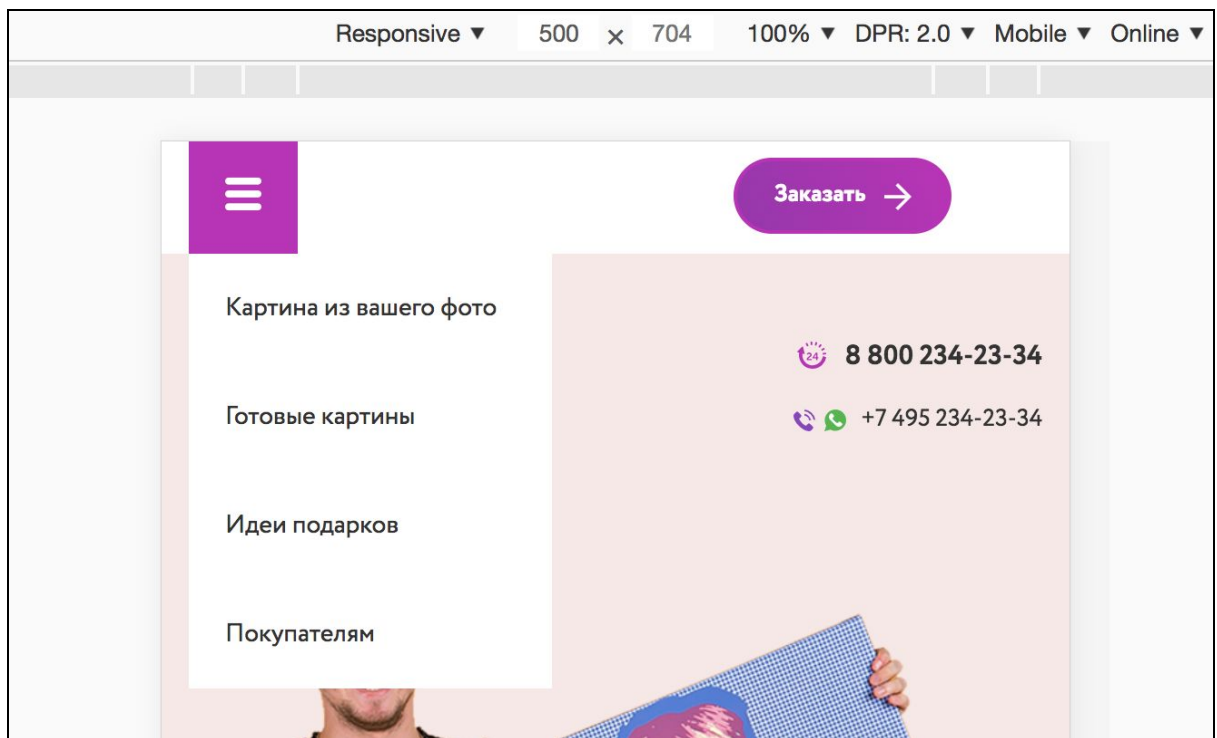 Responsive ▼ 500 × 704 100% ▼ DPR: 2.0 ▼ Mobile ▼ Online ▼
Заказать →
Картина из вашего фото
24 8 800 234-23-34
Готовые картины
+7 495 234-23-34
Идеи подарков
Покупателям